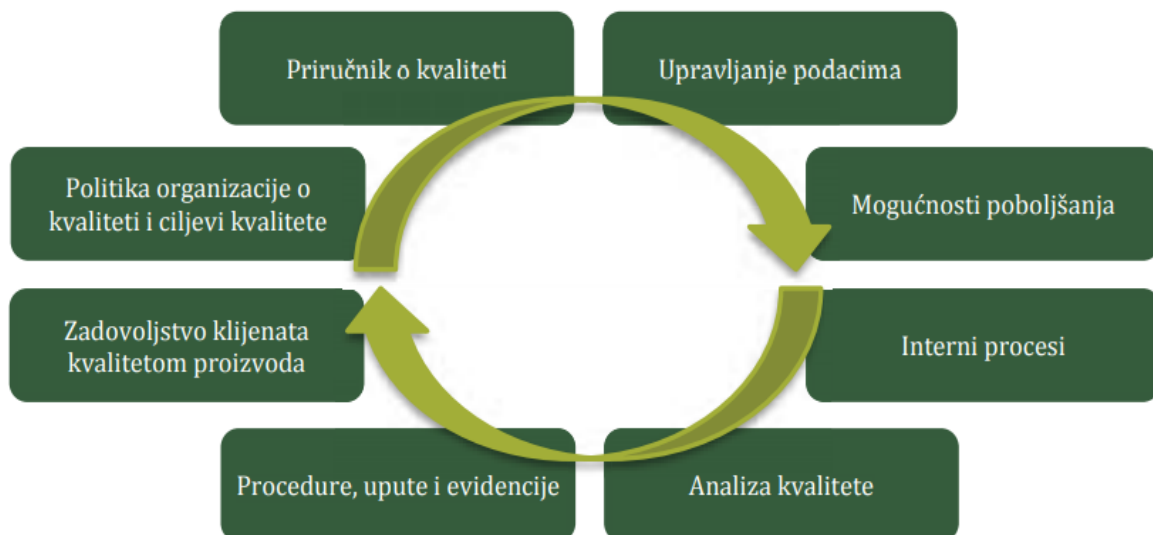 Priručnik o kvaliteti
Upravljanje podacima
Politika organizacije o
kvaliteti i ciljevi kvalitete
Mogućnosti poboljšanja
Zadovoljstvo klijenata
kvalitetom proizvoda
Interni procesi
Procedure, upute i evidencije
Analiza kvalitete